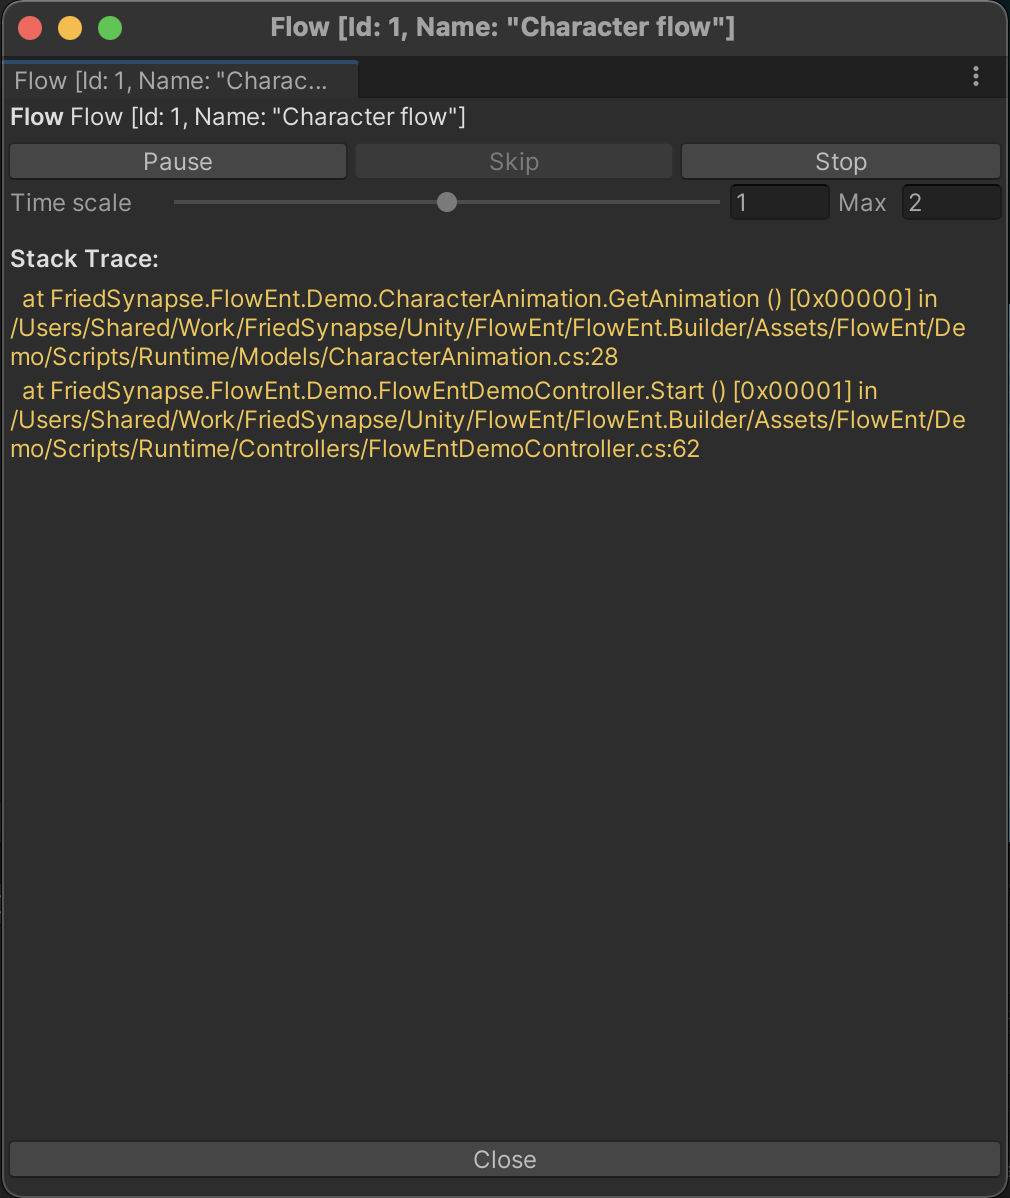 Flow [Id: 1, Name: "Character flow"]
Flow [Id: 1, Name: "Charac...
Flow Flow [Id: 1, Name: "Character flow"]
Pause Skip Stop
Time scale 1 Max 2
Stack Trace:
at FriedSynapse.FlowEnt.Demo.CharacterAnimation.GetAnimation () [0x00000] in
/Users/Shared/Work/FriedSynapse/Unity/FlowEnt/FlowEnt.Builder/Assets/FlowEnt/De
mo/Scripts/Runtime/Models/CharacterAnimation.cs:28
at FriedSynapse.FlowEnt.Demo.FlowEntDemoController.Start () [0x00001] in
/Users/Shared/Work/FriedSynapse/Unity/FlowEnt/FlowEnt.Builder/Assets/FlowEnt/De
mo/Scripts/Runtime/Controllers/FlowEntDemoController.cs:62
Close